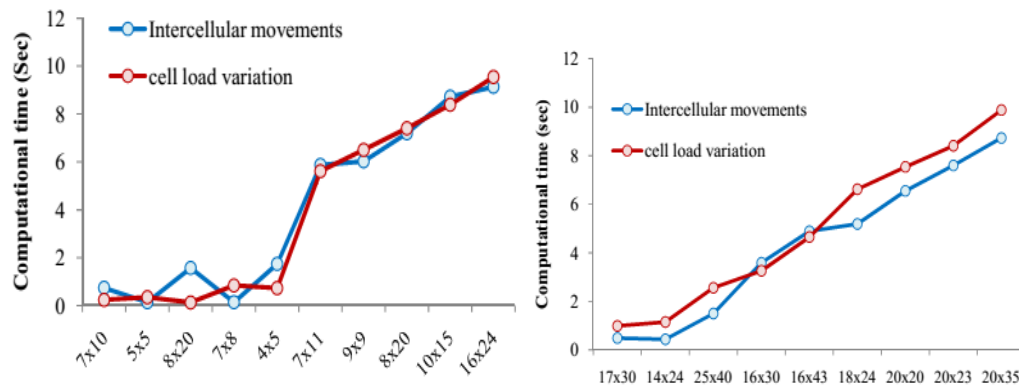 Computational time (Sec)
12
10
8
6
4
2
0
Intercellular movements
cell load variation
7x10
5x5
8x20
7x8
4x5
7x11
9x9
8x20
10x15
16x24
Computational time (sec)
12
10
8
6
4
2
0
Intercellular movements
cell load variation
17x30 14x24 25x40 16x30 16x43 18x24 20x20 20x23 20x35